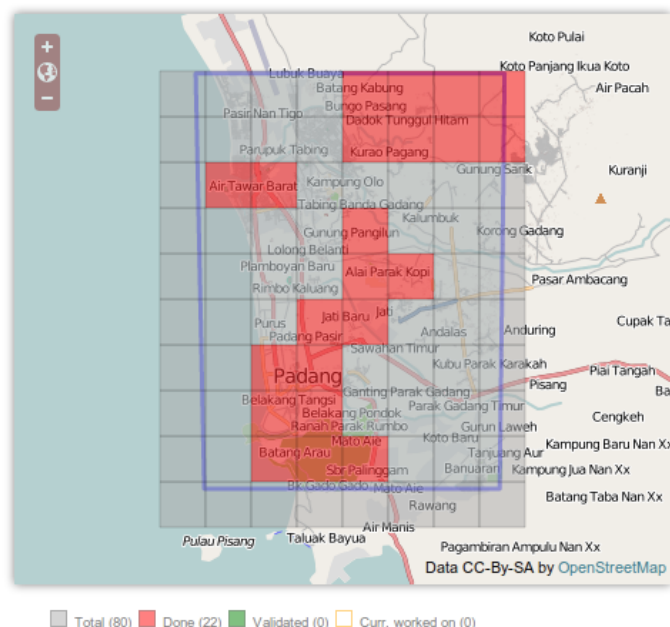 Koto Pulai
Koto Panjang Ikua Koto
Lubuk Buaya
Batang Kabung
Air Pacah
Bungo Pasang
Pasir Nan Tigo
Dadok Tunggul Hitam
Parupuk Tabing
Kurao Pagang
Gunung Sarik
Kuranji
Air Tawar Barat
Kampung Olo
Tabing Banda Gadang
Kalumbuk
Gunung Pangilun
Korong Gadang
Lolong Belanti
Plamboyan Baru
Alai Parak Kopi
Pasar Ambacang
Rimbo Kaluang
Jati Baru
Jati
Purus
Cupak Ta
Padang Pasir
Andalas
Anduring
Sawahan Timur
Kubu Parak Karakah
Piai Tangah
Padang
Pisang
Ba
Ganting Parak Gadang
Belakang Tangsi
Parak Gadang Timur
Belakang Pondok
Cengkeh
Ranah Parak Rumbo
Gurun Laweh
Mato Aie
Koto Baru
Kampung Baru Nan Xx
Batang Arau
Tanjuang Aur
Sbr Palinggam
Banuaran
Kampung Jua Nan Xx
Bk Gado Gado
Mato Aie
Batang Taba Nan Xx
Rawang
Air Manis
Pulau Pisang
Taluak Bayua
Pagambiran Ampulu Nan Xx
Data CC-By-SA by OpenStreetMap
Total (80) Done (22) Validated (0) Curr. worked on (0)